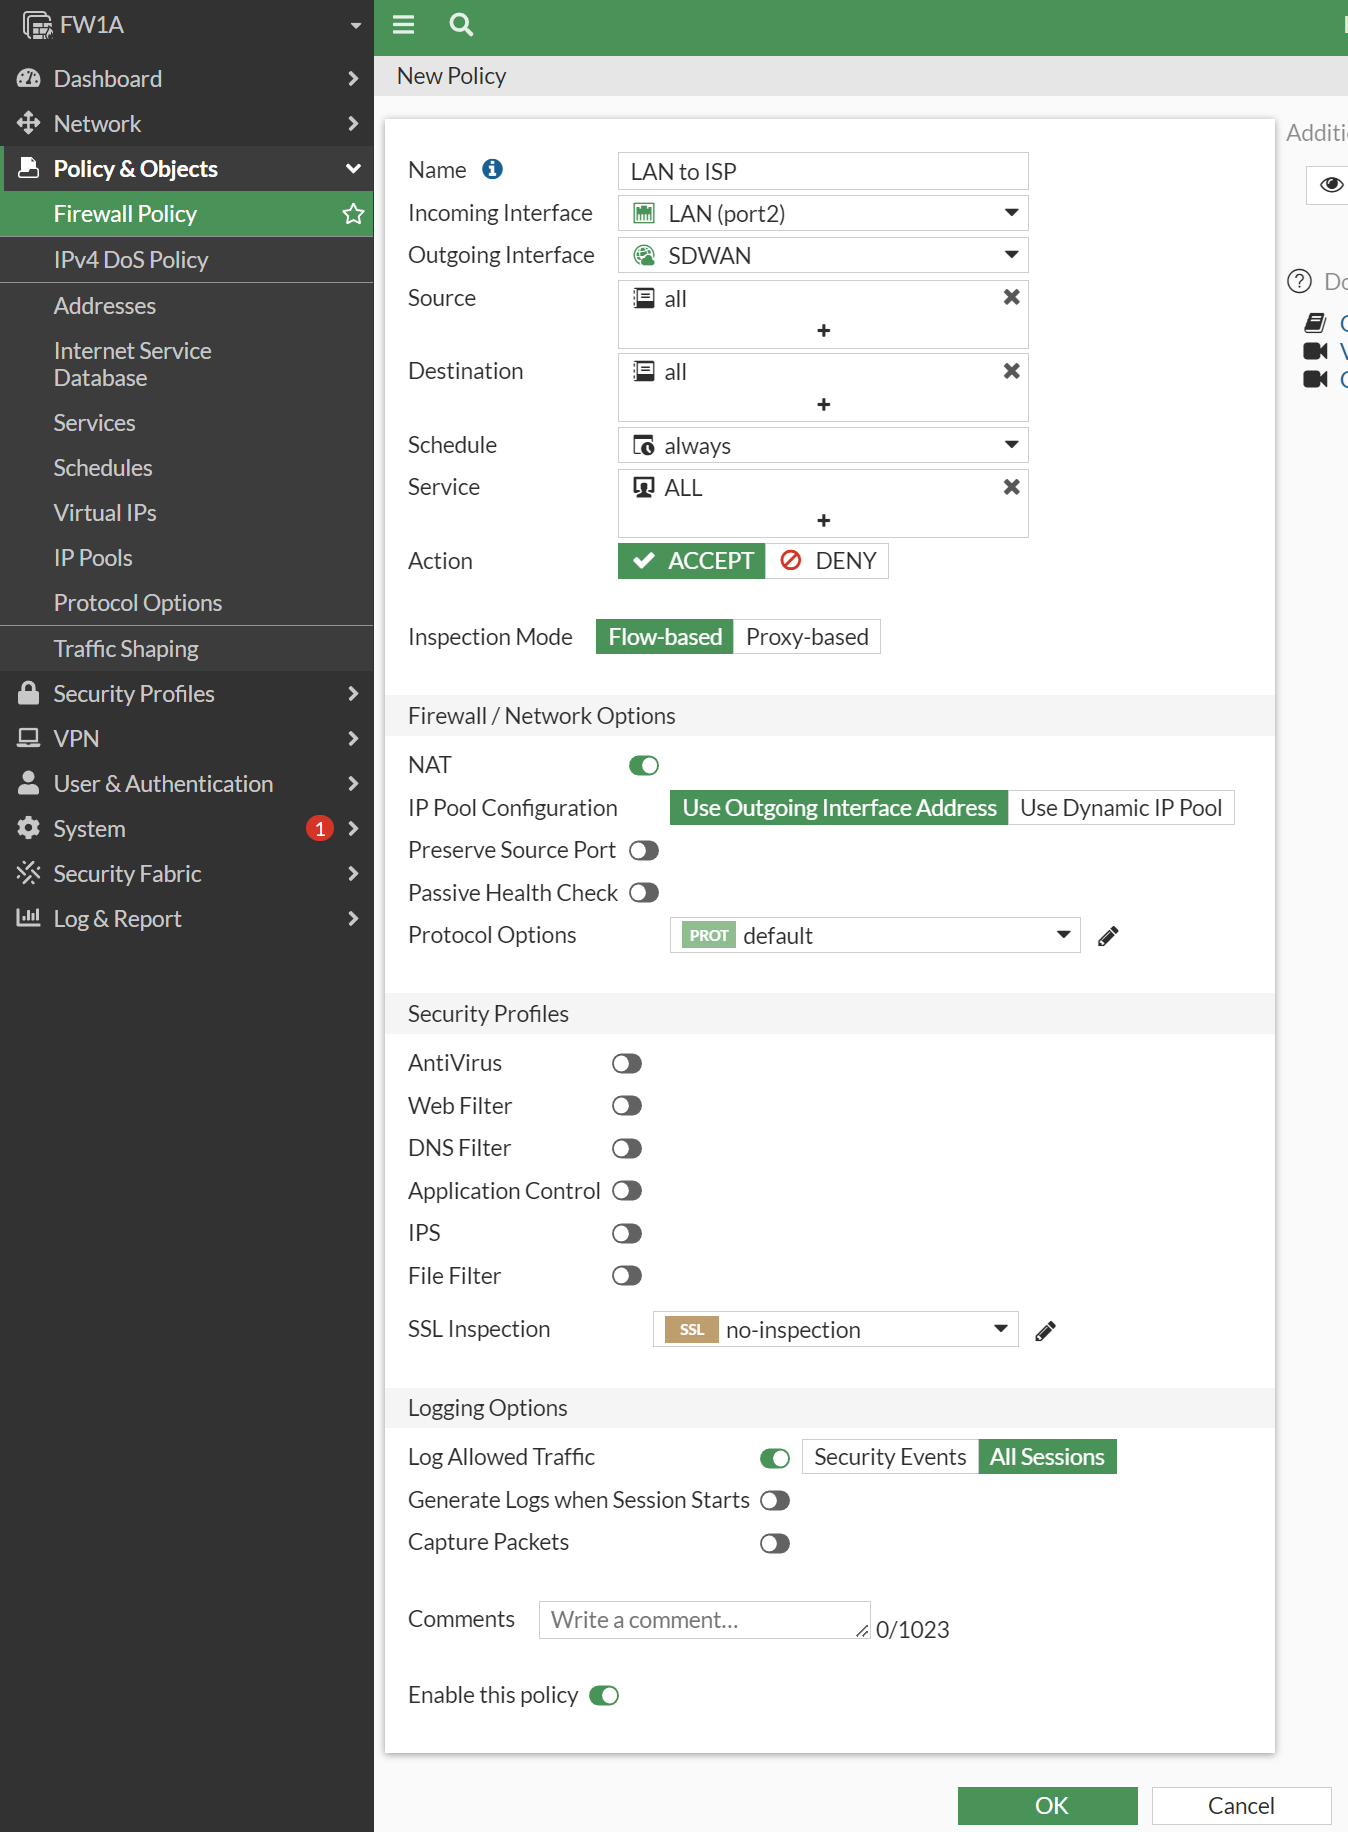 FW1A
Dashboard
Network
Policy & Objects
Firewall Policy
IPv4 DoS Policy
Addresses
Internet Service
Database
Services
Schedules
Virtual IPs
IP Pools
Protocol Options
Traffic Shaping
Security Profiles
VPN
User & Authentication
System 1
Security Fabric
Log & Report
New Policy
Name LAN to ISP
Incoming Interface LAN (port2)
Outgoing Interface SDWAN
Source all
+
Destination all
+
Schedule always
Service ALL
+
Action ACCEPT DENY
Inspection Mode Flow-based Proxy-based
Firewall / Network Options
NAT
IP Pool Configuration Use Outgoing Interface Address Use Dynamic IP Pool
Preserve Source Port
Passive Health Check
Protocol Options PROT default
Security Profiles
AntiVirus
Web Filter
DNS Filter
Application Control
IPS
File Filter
SSL Inspection SSL no-inspection
Logging Options
Log Allowed Traffic Security Events All Sessions
Generate Logs when Session Starts
Capture Packets
Comments Write a comment... 0/1023
Enable this policy
OK Cancel